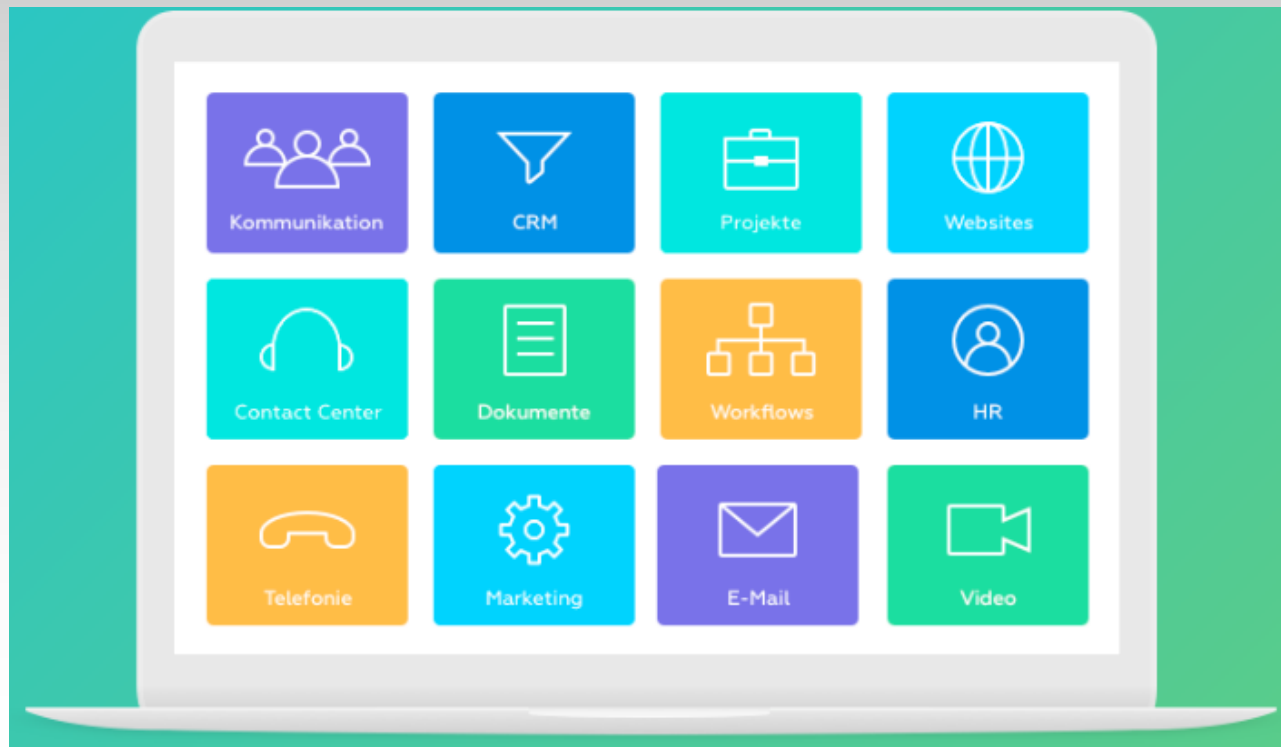 Kommunikation
CRM
Projekte
Websites
Contact Center
Dokumente
Workflows
HR
Telefonie
Marketing
E-Mail
Video